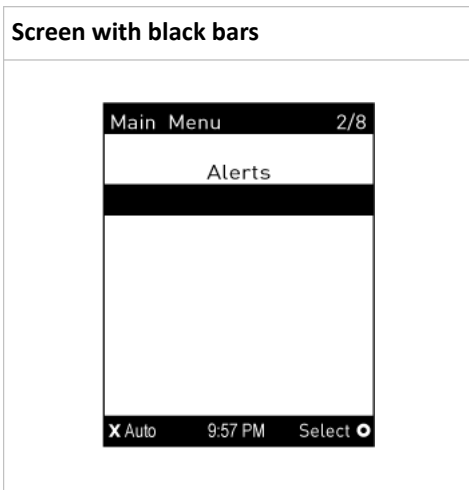 Screen with black bars
Main Menu 2/8
Alerts
X Auto 9:57 PM Select